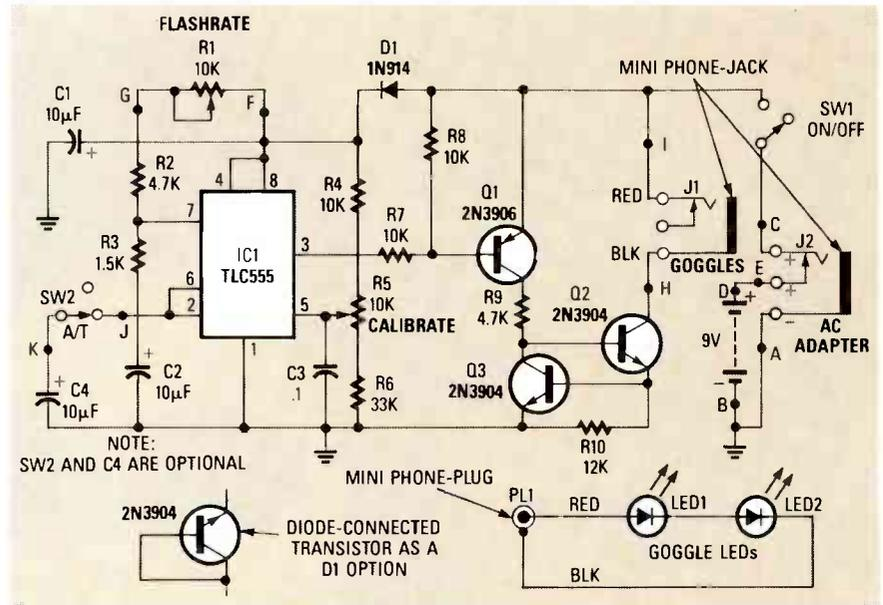 FLASHRATE
R1
10K
D1
1N914
MINI PHONE-JACK
C1
10µF
+
G
F
R8
10K
SW1
ON/OFF
R2
4.7K
4
8
I
R4
10K
Q1
2N3906
RED
J1
7
R7
10K
C
IC1
TLC555
3
R3
1.5K
BLK
GOGGLES
J2
E
+
D
+
+
R5
10K
CALIBRATE
R9
4.7K
Q2
2N3904
H
SW2
A/T
6
2
5
J
9V
−
AC
ADAPTER
K
1
Q3
2N3904
A
+
C4
10µF
+
C2
10µF
C3
.1
R6
33K
−
B
R10
12K
NOTE:
SW2 AND C4 ARE OPTIONAL
MINI PHONE-PLUG
2N3904
PL1
RED
LED1
LED2
DIODE-CONNECTED
TRANSISTOR AS A
D1 OPTION
GOGGLE LEDs
BLK